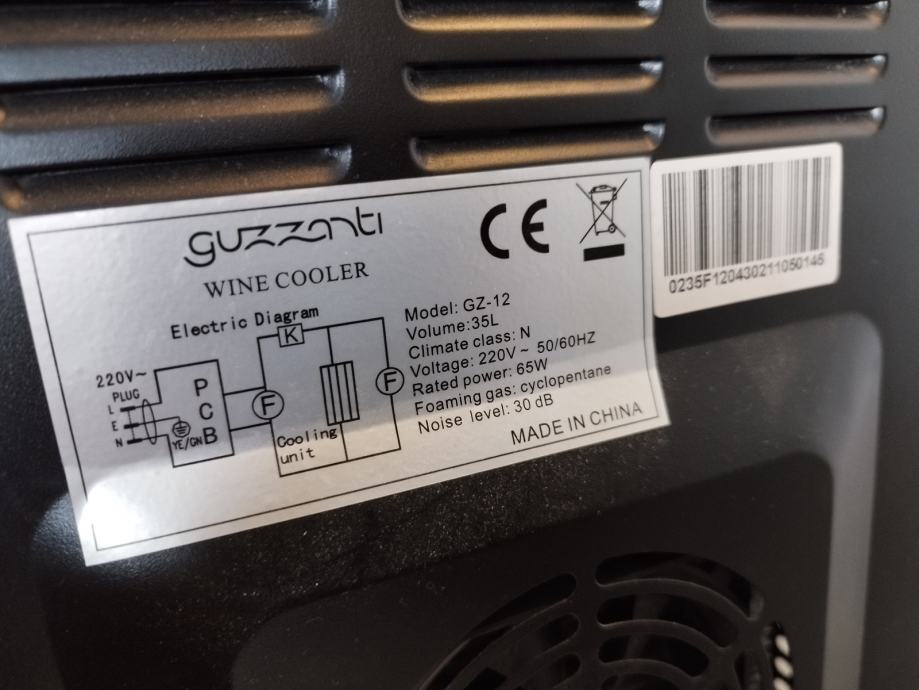 guzzanti
WINE COOLER
CE
Electric Diagram
K
220V~
PLUG
L
E
N
YE/GN
P
C
B
F
Cooling
unit
F
Model: GZ-12
Volume:35L
Climate class: N
Voltage: 220V ~ 50/60HZ
Rated power: 65W
Foaming gas: cyclopentane
Noise level: 30 dB
MADE IN CHINA
0235F120430211050146